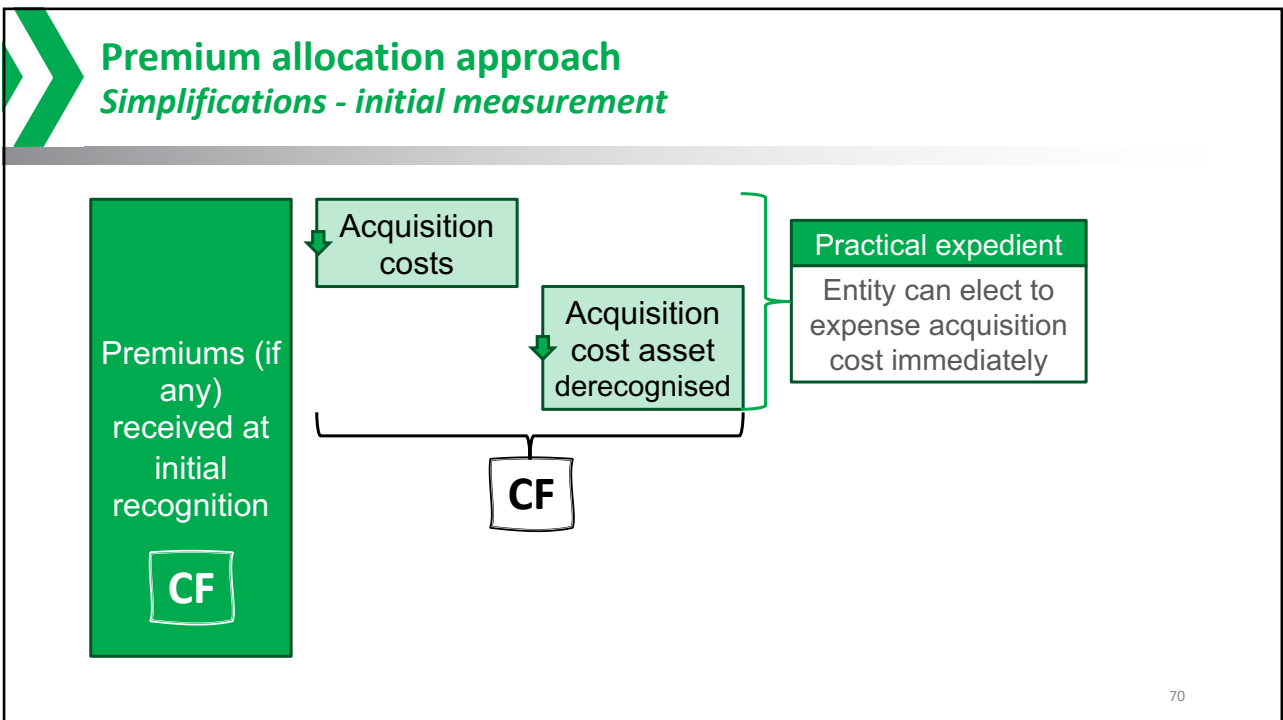 Premium allocation approach
Simplifications - initial measurement
Premiums (if
any)
received at
initial
recognition
CF
Acquisition
costs
Acquisition
cost asset
derecognised
CF
Practical expedient
Entity can elect to
expense acquisition
cost immediately
70